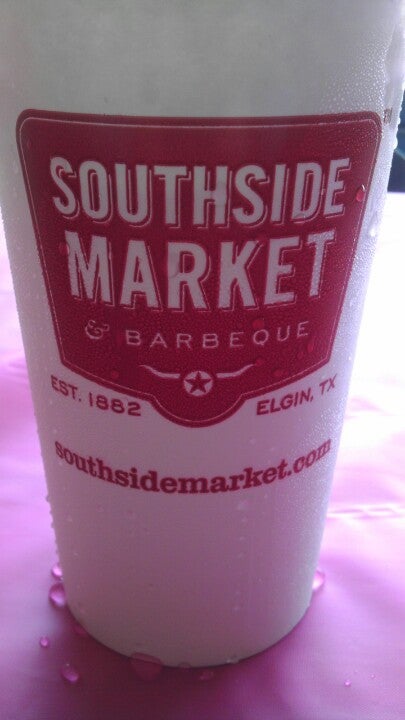 SOUTHSIDE
MARKET
& BARBEQUE
EST. 1882 ELGIN, TX
southsidemarket.com